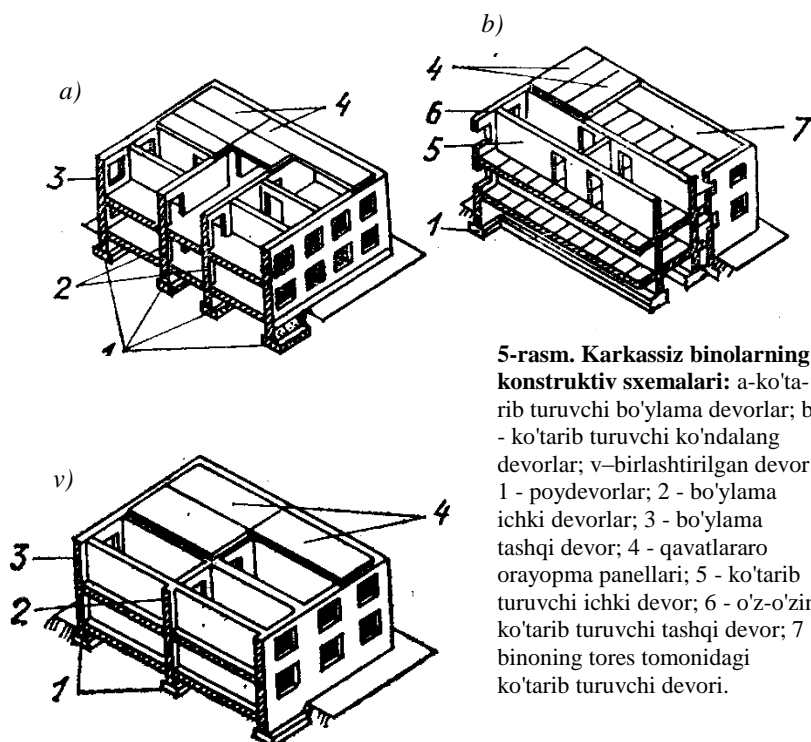 b)
4
a)
4
6
7
5
3
1
2
1
5-rasm. Karkassiz binolarning
konstruktiv sxemalari: a-ko'ta-
rib turuvchi bo'ylama devorlar; b
- ko'tarib turuvchi ko'ndalang
devorlar; v–birlashtirilgan devor
1 - poydevorlar; 2 - bo'ylama
ichki devorlar; 3 - bo'ylama
tashqi devor; 4 - qavatlararo
orayopma panellari; 5 - ko'tarib
turuvchi ichki devor; 6 - o'z-o'zin
ko'tarib turuvchi tashqi devor; 7
binoning tores tomonidagi
ko'tarib turuvchi devori.
v)
4
3
2
1